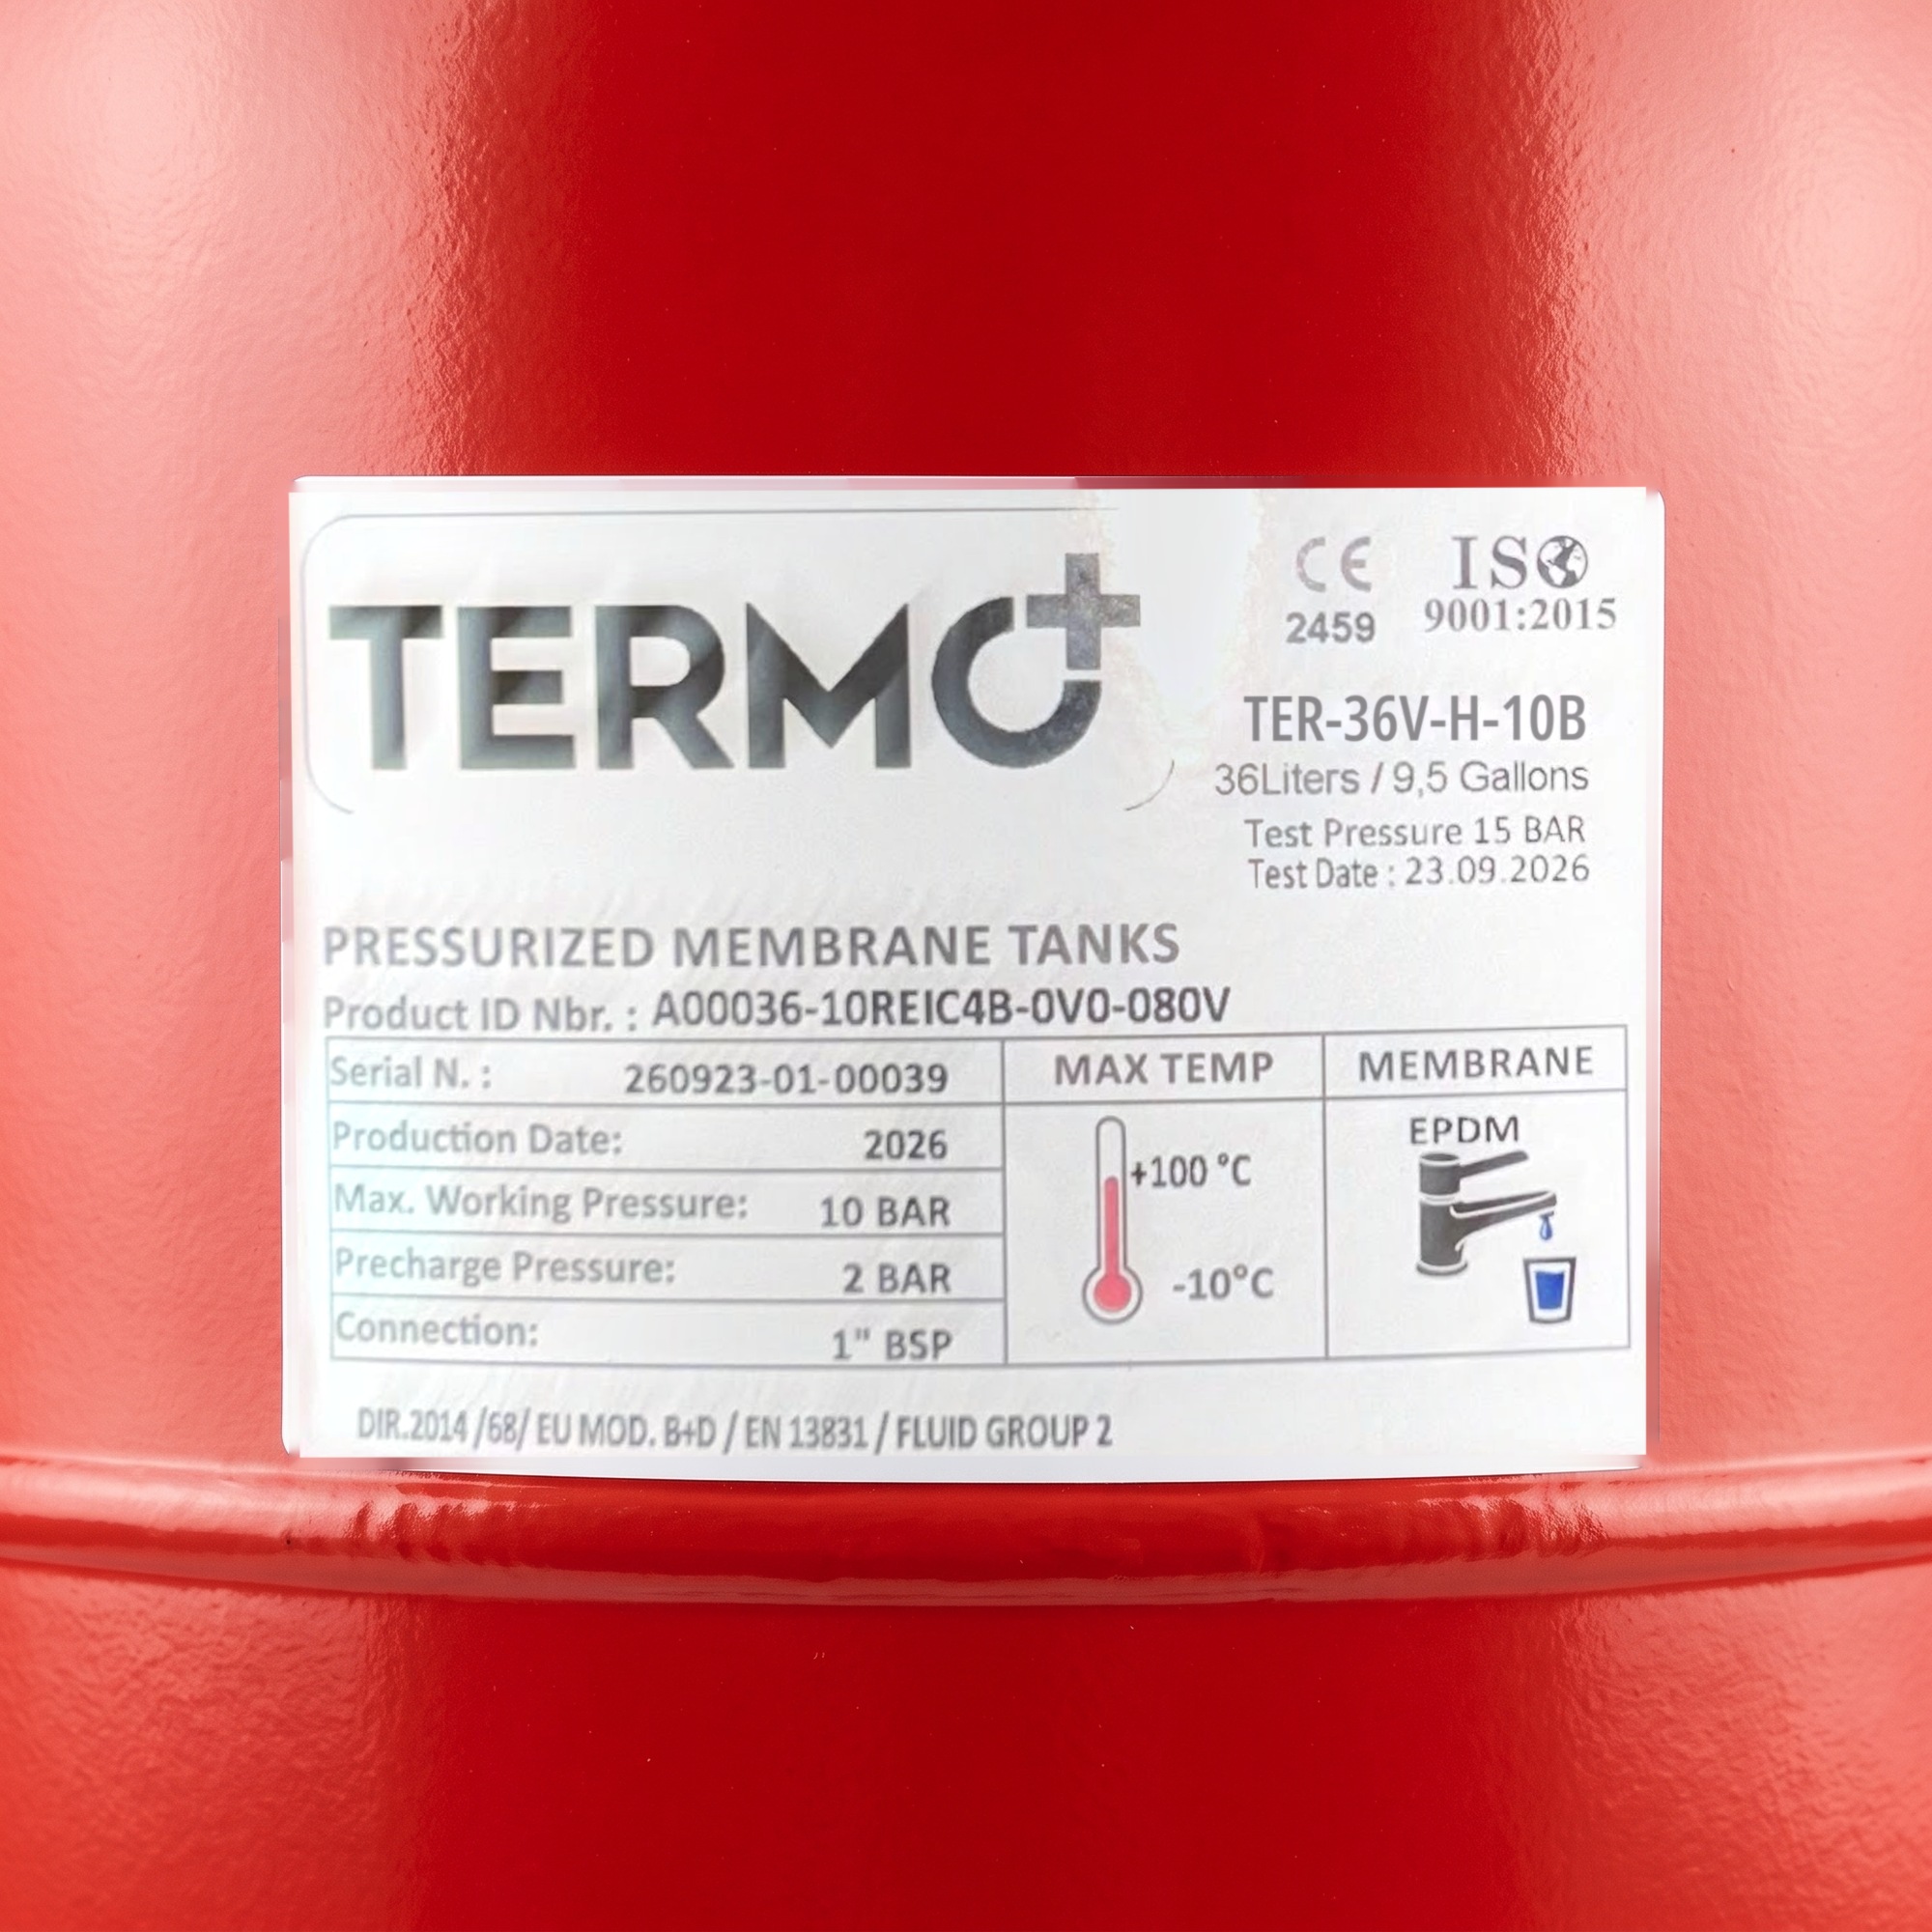 TERMO+
CE
2459
ISO
9001:2015
TER-36V-H-10B
36Liters / 9,5 Gallons
Test Pressure 15 BAR
Test Date : 23.09.2026
PRESSURIZED MEMBRANE TANKS
Product ID Nbr. : A00036-10REIC4B-0V0-080V
Serial N. : 260923-01-00039
Production Date: 2026
Max. Working Pressure: 10 BAR
Precharge Pressure: 2 BAR
Connection: 1" BSP
MAX TEMP
+100 °C
-10°C
MEMBRANE
EPDM
DIR.2014 /68/ EU MOD. B+D / EN 13831 / FLUID GROUP 2